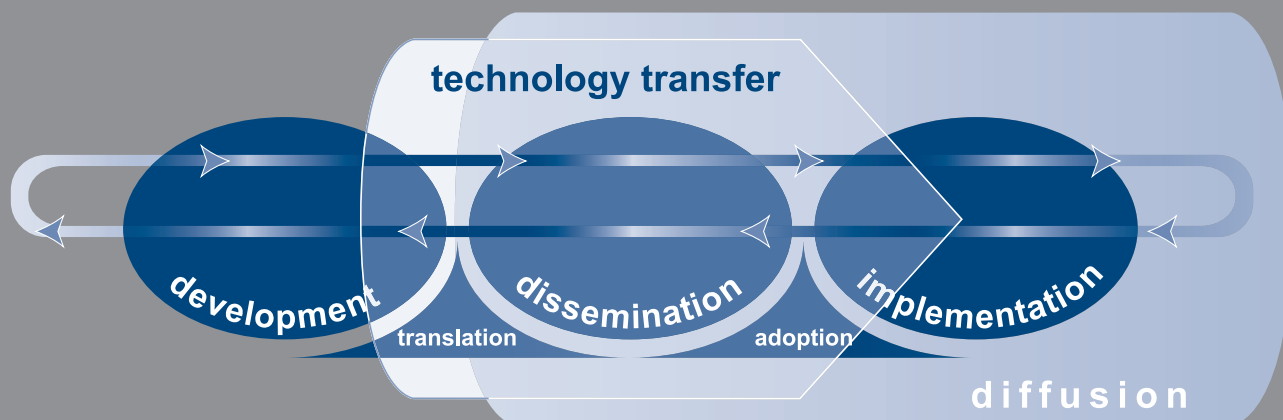 technology transfer
development
dissemination
implementation
translation
adoption
diffusion